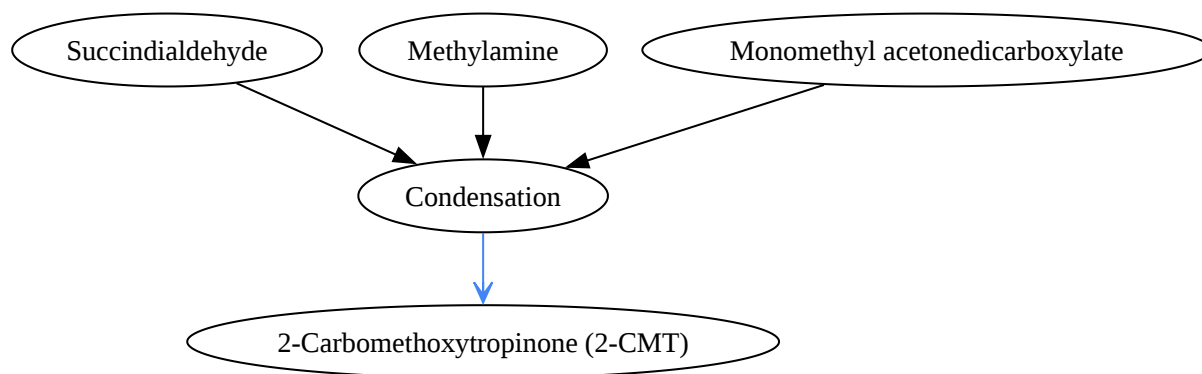 Succindialdehyde
Methylamine
Monomethyl acetonedicarboxylate
Condensation
2-Carbomethoxytropinone (2-CMT)